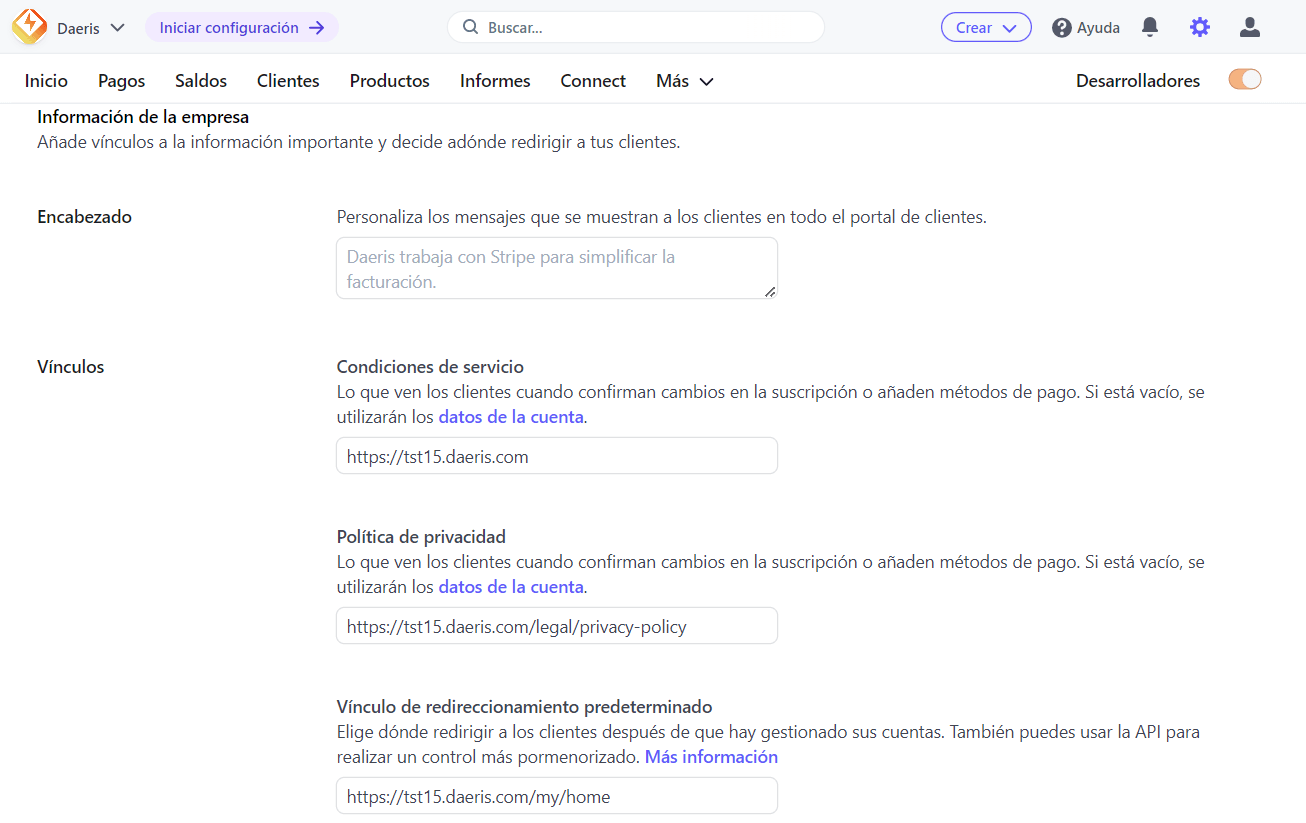 Daeris
Iniciar configuración
Buscar...
Crear
Ayuda
Inicio Pagos Saldos Clientes Productos Informes Connect Más Desarrolladores
Información de la empresa
Añade vínculos a la información importante y decide adónde redirigir a tus clientes.
Encabezado
Personaliza los mensajes que se muestran a los clientes en todo el portal de clientes.
Daeris trabaja con Stripe para simplificar la
facturación.
Vínculos
Condiciones de servicio
Lo que ven los clientes cuando confirman cambios en la suscripción o añaden métodos de pago. Si está vacío, se
utilizarán los datos de la cuenta.
https://tst15.daeris.com
Política de privacidad
Lo que ven los clientes cuando confirman cambios en la suscripción o añaden métodos de pago. Si está vacío, se
utilizarán los datos de la cuenta.
https://tst15.daeris.com/legal/privacy-policy
Vínculo de redireccionamiento predeterminado
Elige dónde redirigir a los clientes después de que hay gestionado sus cuentas. También puedes usar la API para
realizar un control más pormenorizado. Más información
https://tst15.daeris.com/my/home